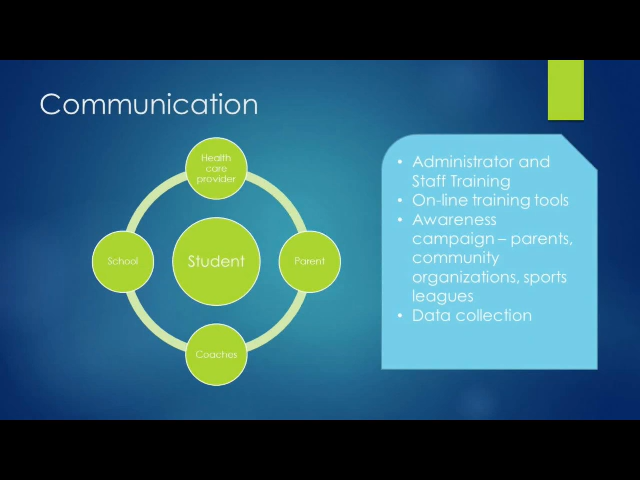 Communication
Health
care
provider
School
Student
Parent
Coaches
• Administrator and
Staff Training
• On-line training tools
• Awareness
campaign – parents,
community
organizations, sports
leagues
• Data collection